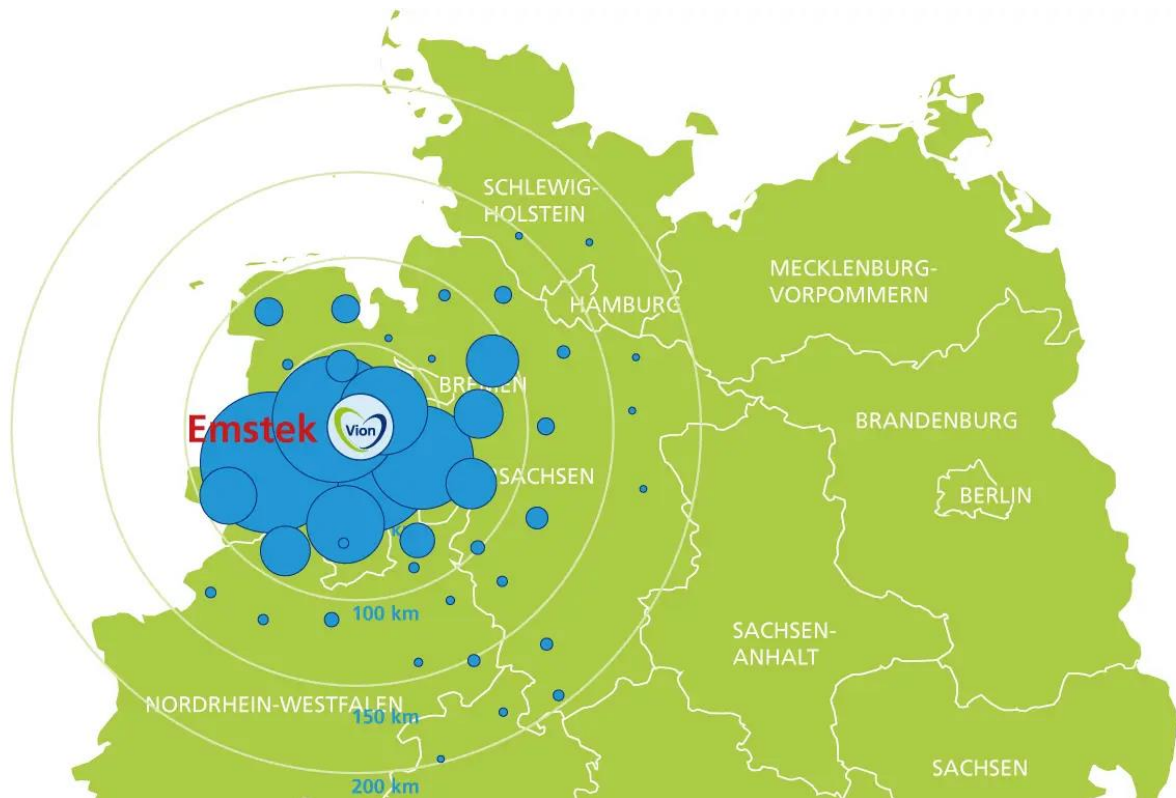 SCHLEWIG-
HOLSTEIN
MECKLENBURG-
VORPOMMERN
HAMBURG
BREMEN
BRANDENBURG
Emstek
Vion
SACHSEN
BERLIN
100 km
SACHSEN-
ANHALT
NORDRHEIN-WESTFALEN
150 km
SACHSEN
200 km